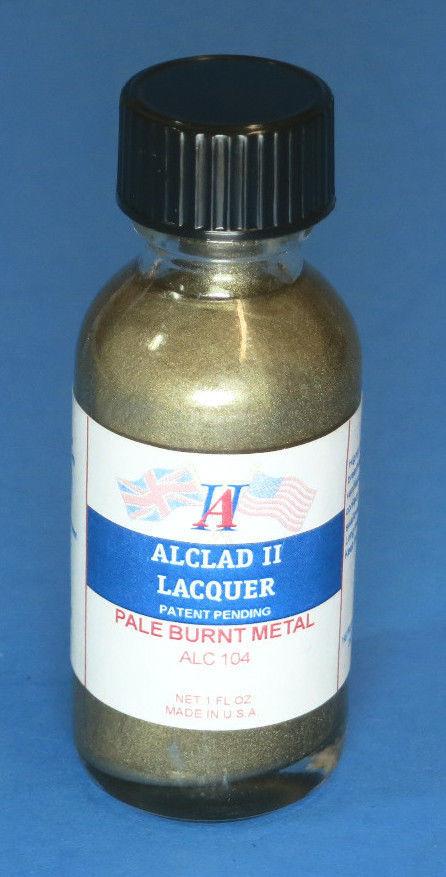 ALCLAD II
LACQUER
PATENT PENDING
PALE BURNT METAL
ALC 104
NET 1 FL OZ
MADE IN U.S.A